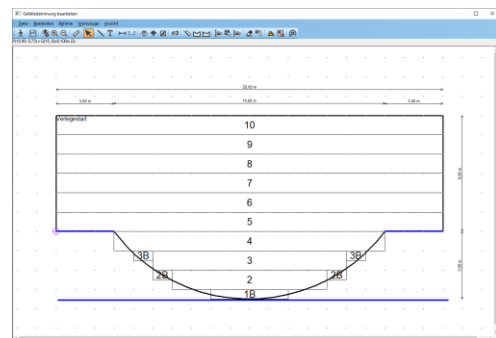 Gefälledämmung bearbeiten
Datei Bearbeiten Befehle Werkzeuge Ansicht
20,00 m
3,00 m 14,00 m 3,00 m
Verlegestart
10
9
8
7
6
5
4
3B 3 3B
2B 2 2B
1B